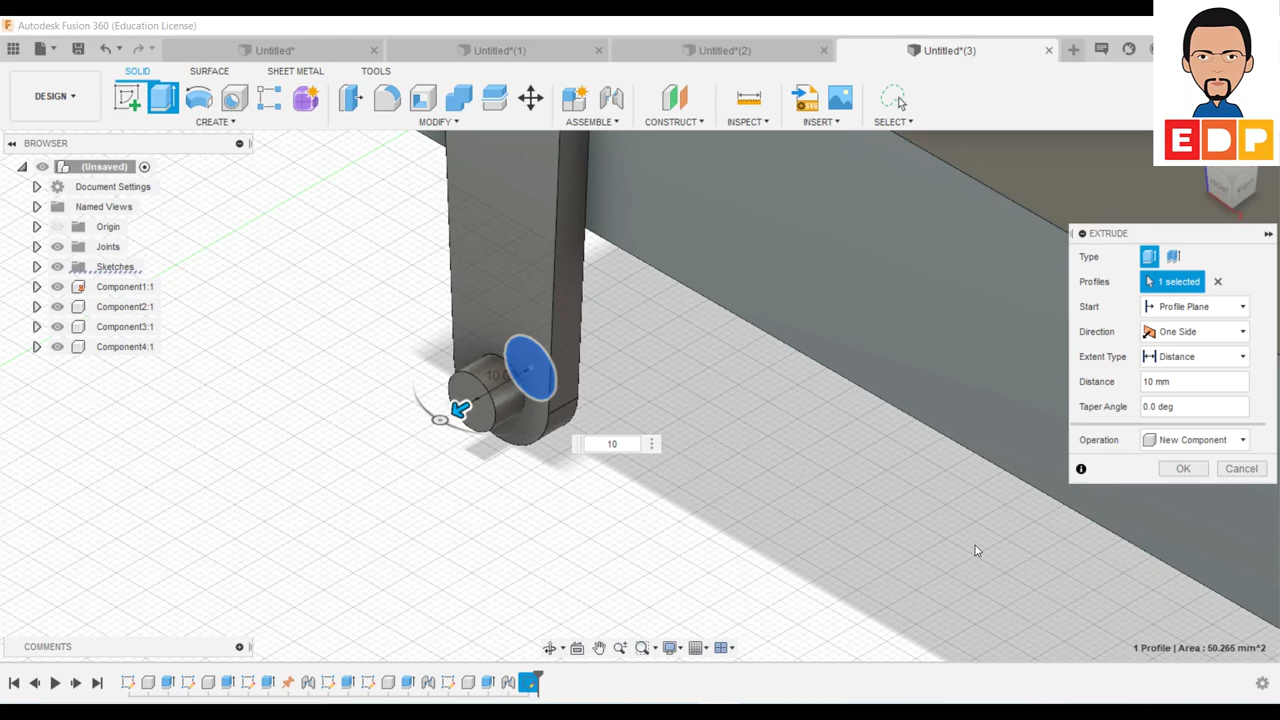 Autodesk Fusion 360 (Education License)
Untitled*
Untitled*(1)
Untitled*(2)
Untitled*(3)
SOLID
SURFACE
SHEET METAL
TOOLS
DESIGN
CREATE
MODIFY
ASSEMBLE
CONSTRUCT
INSPECT
INSERT
SELECT
EDP
BROWSER
(Unsaved)
Document Settings
Named Views
Origin
Joints
Sketches
Component1:1
Component2:1
Component3:1
Component4:1
FRONT
RIGHT
EXTRUDE
Type
Profiles
1 selected
Start
Profile Plane
Direction
One Side
Extent Type
Distance
Distance
10 mm
Taper Angle
0.0 deg
Operation
New Component
OK
Cancel
10
COMMENTS
1 Profile | Area : 50.265 mm^2